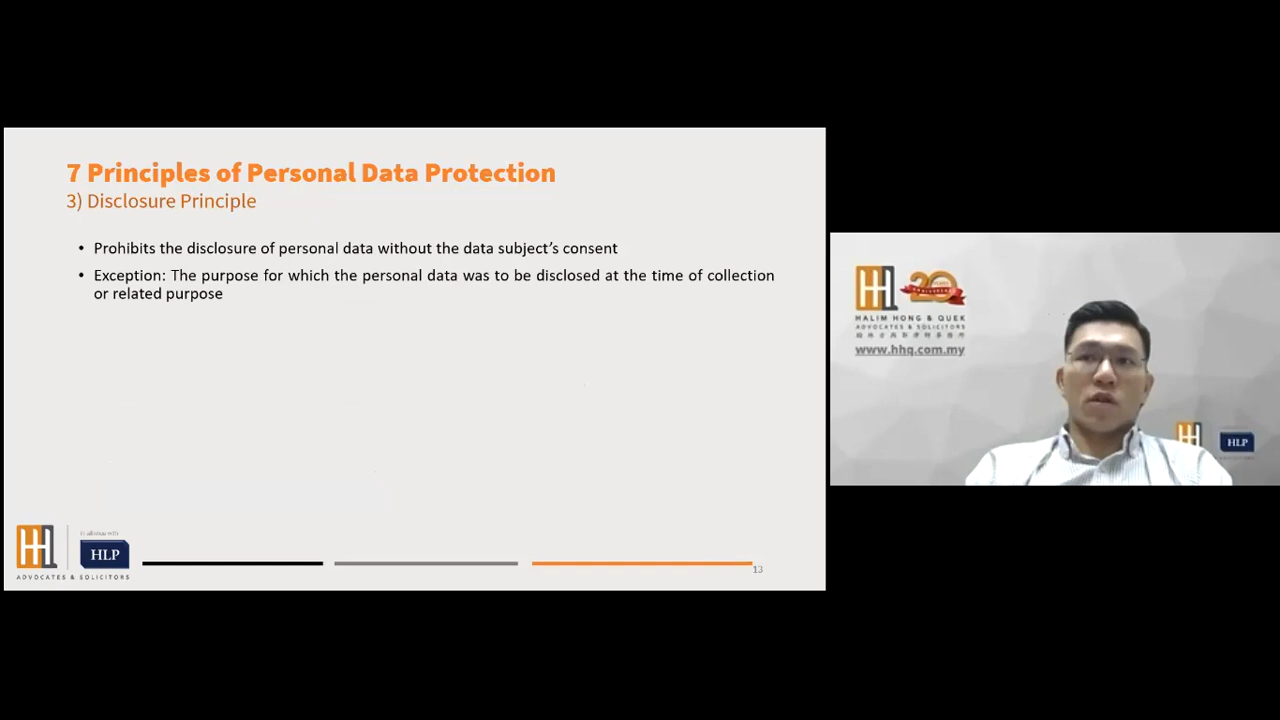 7 Principles of Personal Data Protection
3) Disclosure Principle
• Prohibits the disclosure of personal data without the data subject's consent
• Exception: The purpose for which the personal data was to be disclosed at the time of collection
or related purpose
HLP
ADVOCATES & SOLICITORS
13
20
HALIM HONG & QUEK
ADVOCATES & SOLICITORS
www.hhq.com.my
HLP